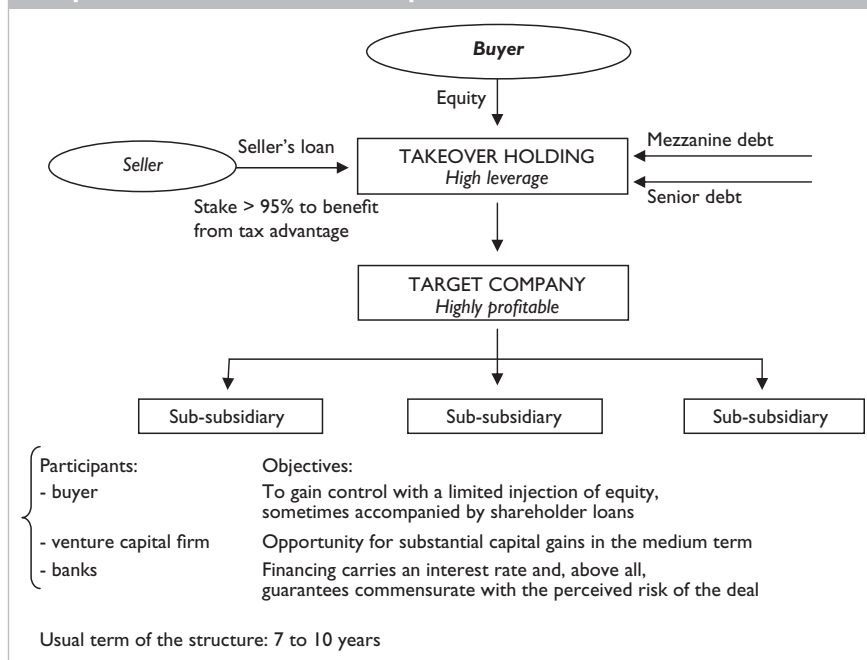 Buyer
Equity
Seller
Seller's loan
TAKEOVER HOLDING
High leverage
Mezzanine debt
Senior debt
Stake > 95% to benefit
from tax advantage
TARGET COMPANY
Highly profitable
Sub-subsidiary
Sub-subsidiary
Sub-subsidiary
Participants: Objectives:
- buyer To gain control with a limited injection of equity,
sometimes accompanied by shareholder loans
- venture capital firm Opportunity for substantial capital gains in the medium term
- banks Financing carries an interest rate and, above all,
guarantees commensurate with the perceived risk of the deal
Usual term of the structure: 7 to 10 years